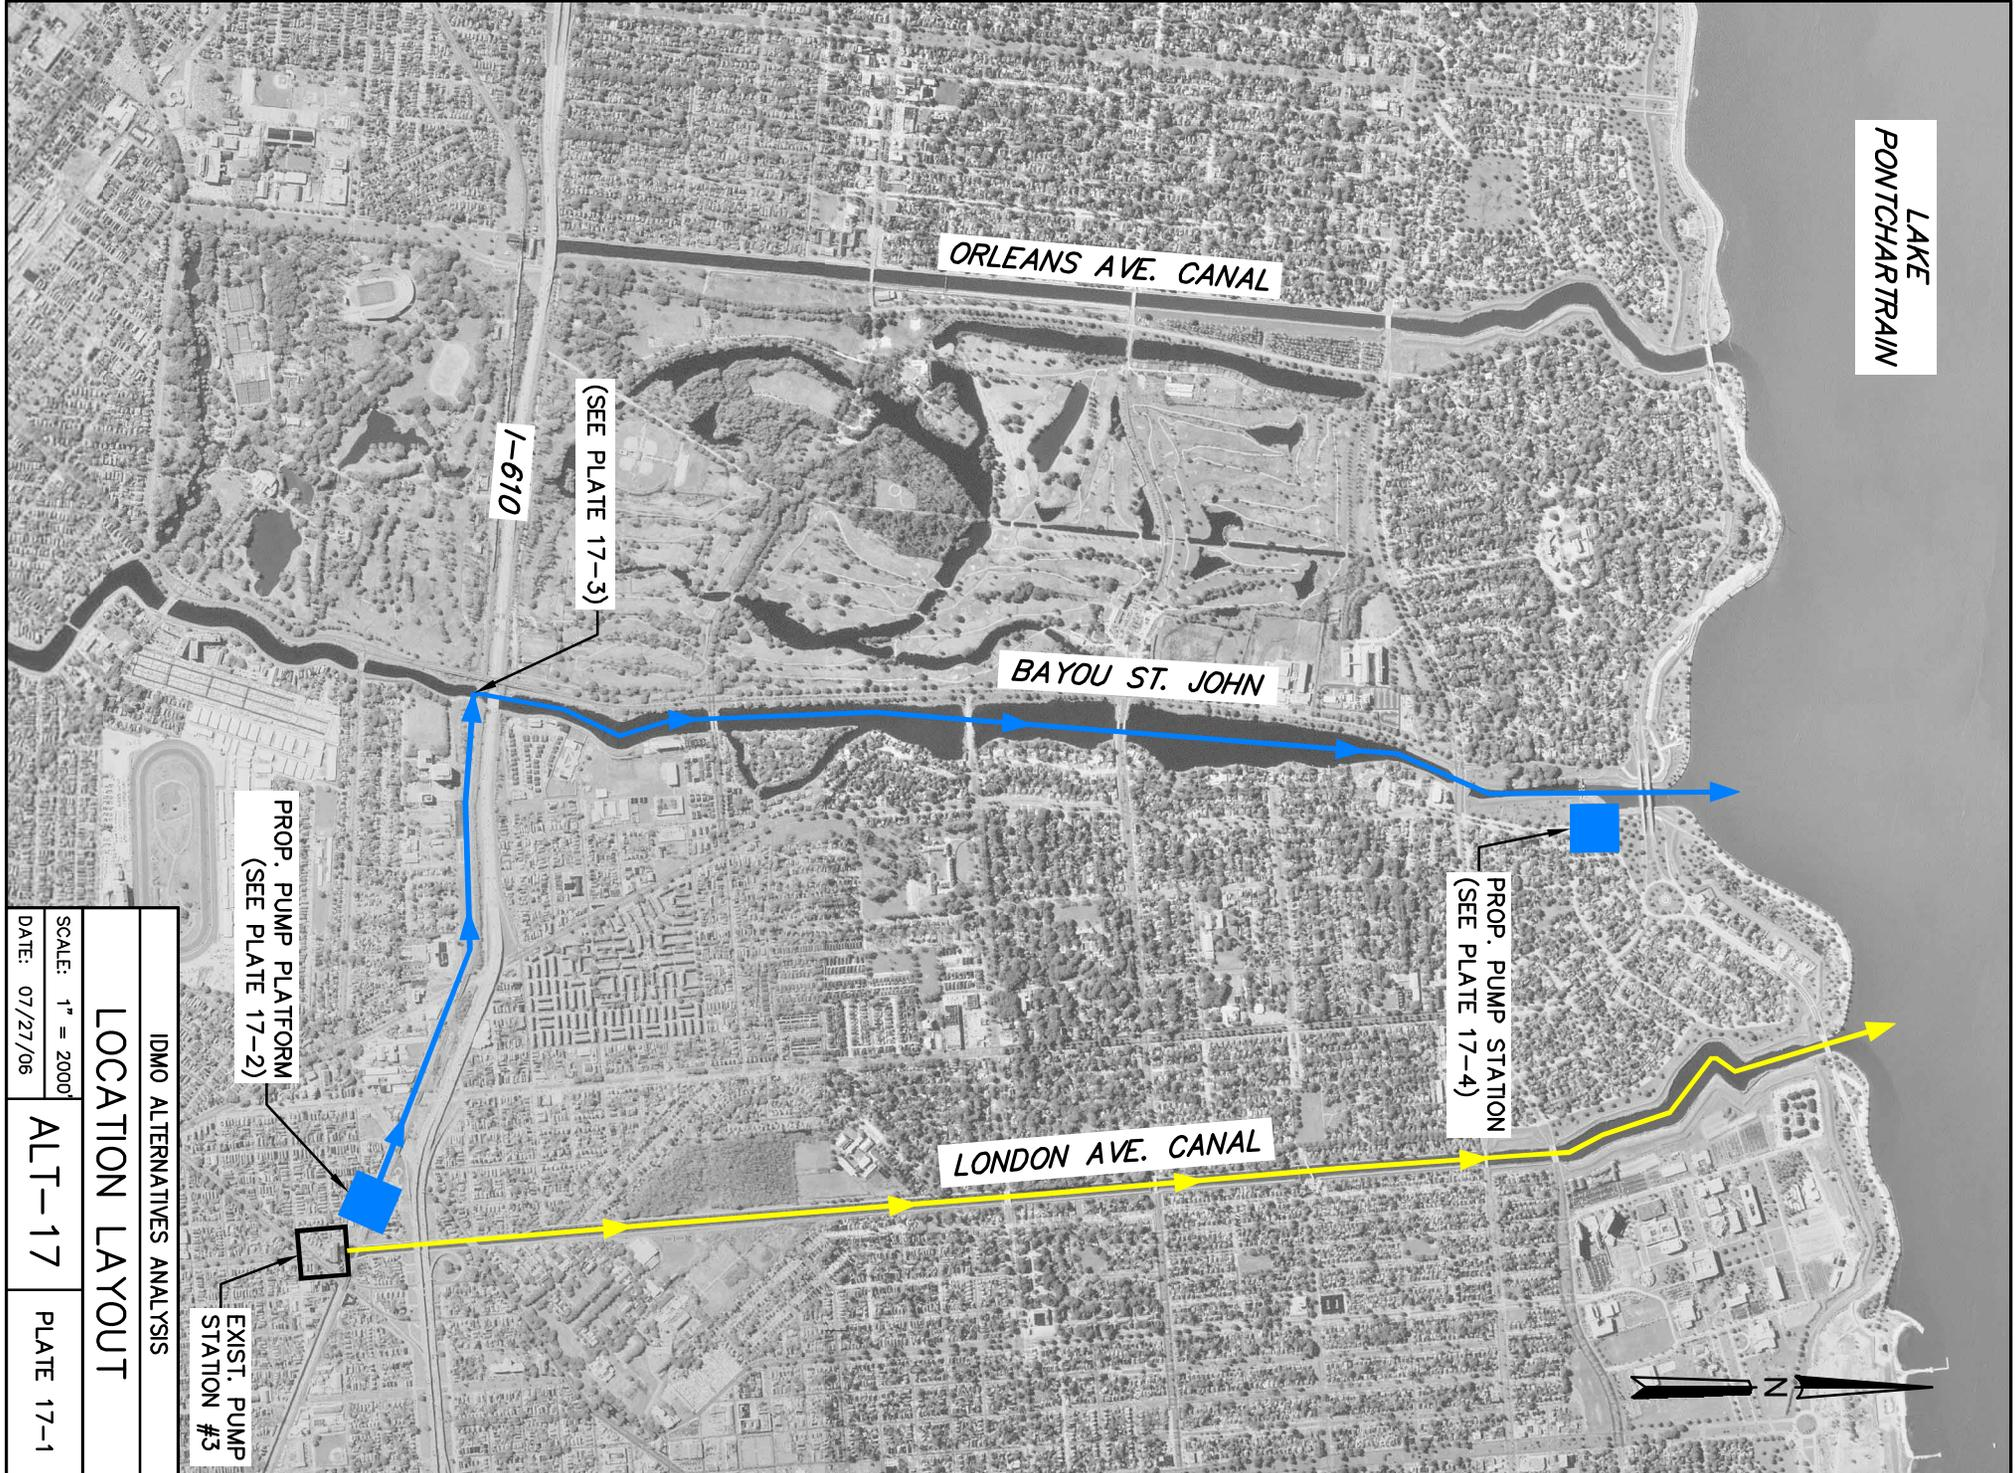 LAKE
PONTCHARTRAIN
ORLEANS AVE. CANAL
(SEE PLATE 17-3)
I-610
BAYOU ST. JOHN
PROP. PUMP STATION
(SEE PLATE 17-4)
PROP. PUMP PLATFORM
(SEE PLATE 17-2)
LONDON AVE. CANAL
EXIST. PUMP
STATION #3
N
IDMO ALTERNATIVES ANALYSIS
LOCATION LAYOUT
SCALE: 1" = 2000'
DATE: 07/27/06
ALT-17
PLATE 17-1